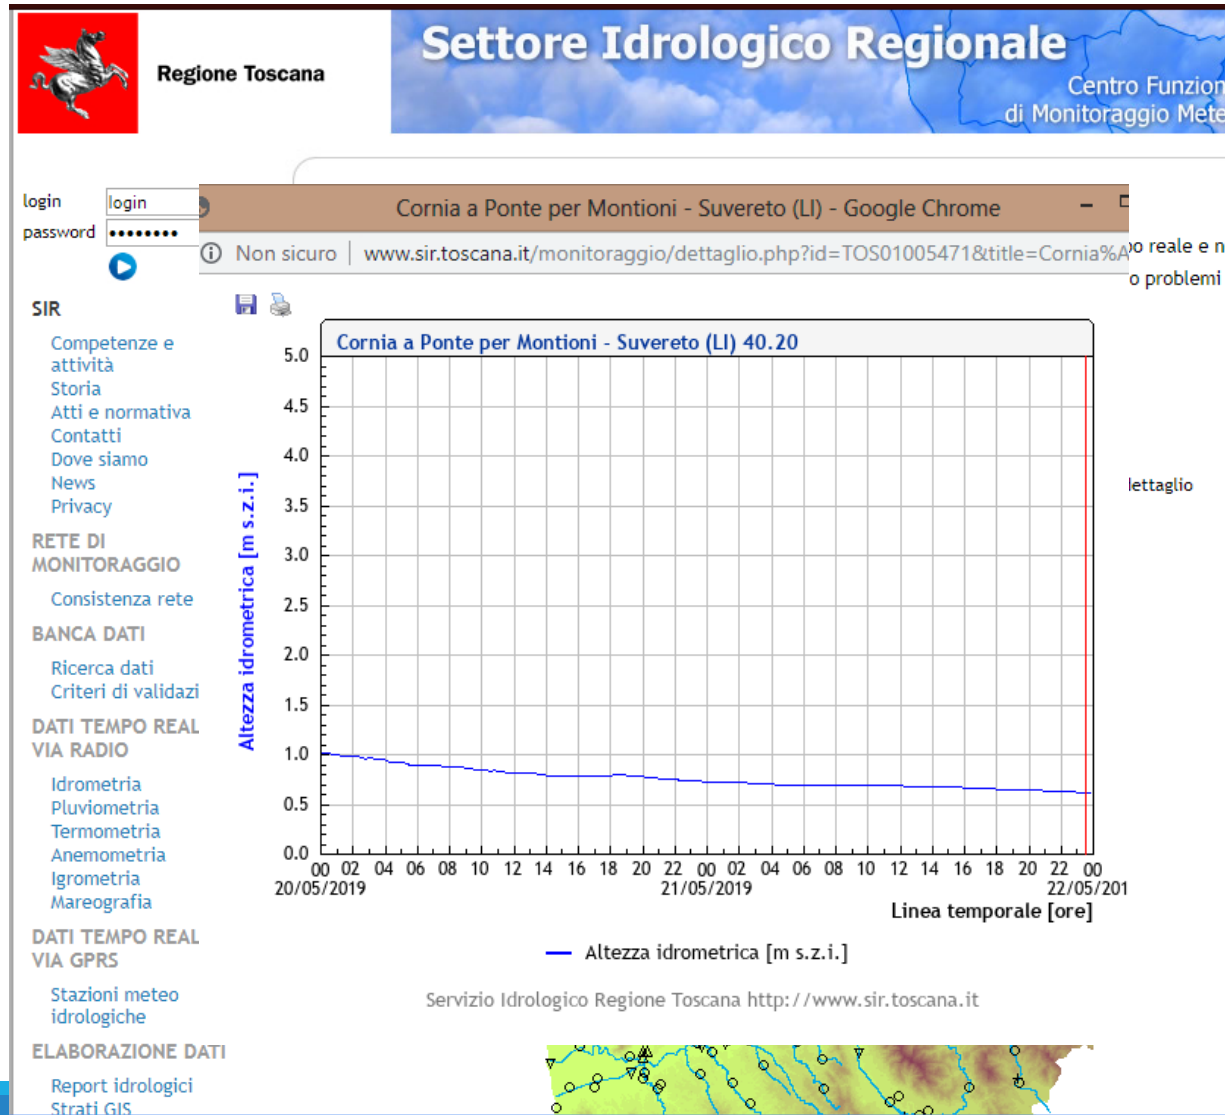 Regione Toscana
Settore Idrologico Regionale
Centro Funzion
di Monitoraggio Mete
login login
password ••••••••
Cornia a Ponte per Montioni - Suvereto (LI) - Google Chrome
Non sicuro | www.sir.toscana.it/monitoraggio/dettaglio.php?id=TOS01005471&title=Cornia%A
po reale e n
o problemi
dettaglio
SIR
Competenze e
attività
Storia
Atti e normativa
Contatti
Dove siamo
News
Privacy
RETE DI
MONITORAGGIO
Consistenza rete
BANCA DATI
Ricerca dati
Criteri di validazi
DATI TEMPO REAL
VIA RADIO
Idrometria
Pluviometria
Termometria
Anemometria
Igrometria
Mareografia
DATI TEMPO REAL
VIA GPRS
Stazioni meteo
idrologiche
ELABORAZIONE DATI
Report idrologici
Strati GIS
Cornia a Ponte per Montioni - Suvereto (LI) 40.20
Altezza idrometrica [m s.z.i.]
5.0
4.5
4.0
3.5
3.0
2.5
2.0
1.5
1.0
0.5
0.0
00 02 04 06 08 10 12 14 16 18 20 22 00 02 04 06 08 10 12 14 16 18 20 22 00
20/05/2019 21/05/2019 22/05/201
Linea temporale [ore]
Altezza idrometrica [m s.z.i.]
Servizio Idrologico Regione Toscana http://www.sir.toscana.it